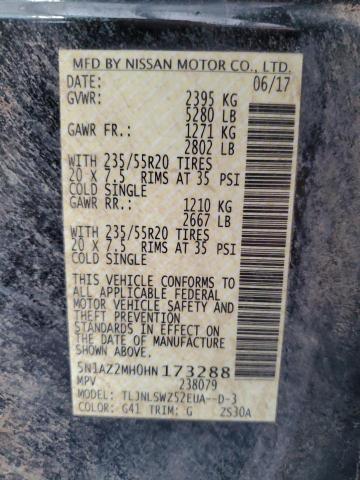 MFD BY NISSAN MOTOR CO., LTD.
DATE: 06/17
GVWR: 2395 KG
5280 LB
GAWR FR.: 1271 KG
2802 LB
WITH 235/55R20 TIRES
20 X 7.5 RIMS AT 35 PSI
COLD SINGLE
GAWR RR.: 1210 KG
2667 LB
WITH 235/55R20 TIRES
20 X 7.5 RIMS AT 35 PSI
COLD SINGLE
THIS VEHICLE CONFORMS TO
ALL APPLICABLE FEDERAL
MOTOR VEHICLE SAFETY AND
THEFT PREVENTION
STANDARDS IN EFFECT ON
THE DATE OF MANUFACTURE
SHOWN ABOVE.
5N1AZ2MH0HN 173288
MPV 238079
MODEL: TLJNLSWZ52EUA--D-3
COLOR: G41 TRIM: G ZS30A